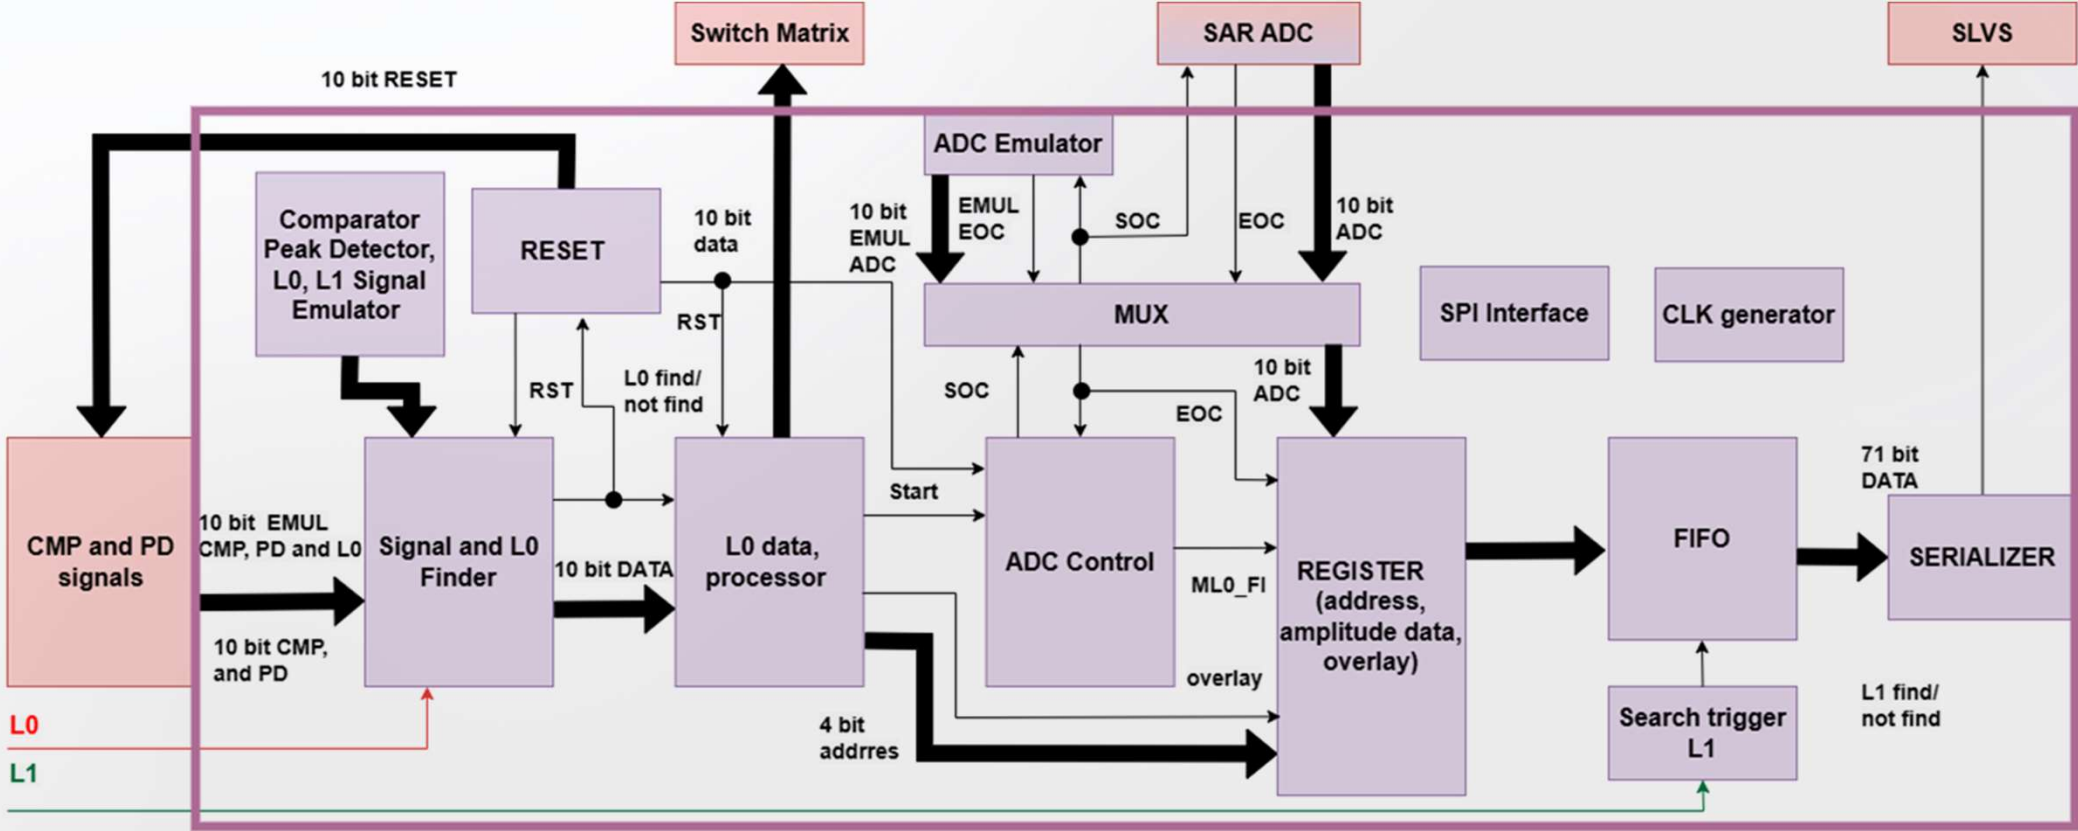 Switch Matrix
SAR ADC
SLVS
10 bit RESET
ADC Emulator
Comparator
Peak Detector,
L0, L1 Signal
Emulator
RESET
10 bit
data
10 bit
EMUL
ADC
EMUL
EOC
SOC
EOC
10 bit
ADC
MUX
SPI Interface
CLK generator
RST
RST
L0 find/
not find
SOC
EOC
10 bit
ADC
CMP and PD
signals
10 bit  EMUL
CMP, PD and L0
10 bit CMP,
and PD
Signal and L0
Finder
10 bit DATA
L0 data,
processor
Start
ADC Control
ML0_FI
overlay
4 bit
addrres
REGISTER
(address,
amplitude data,
overlay)
FIFO
71 bit
DATA
SERIALIZER
Search trigger
L1
L1 find/
not find
L0
L1